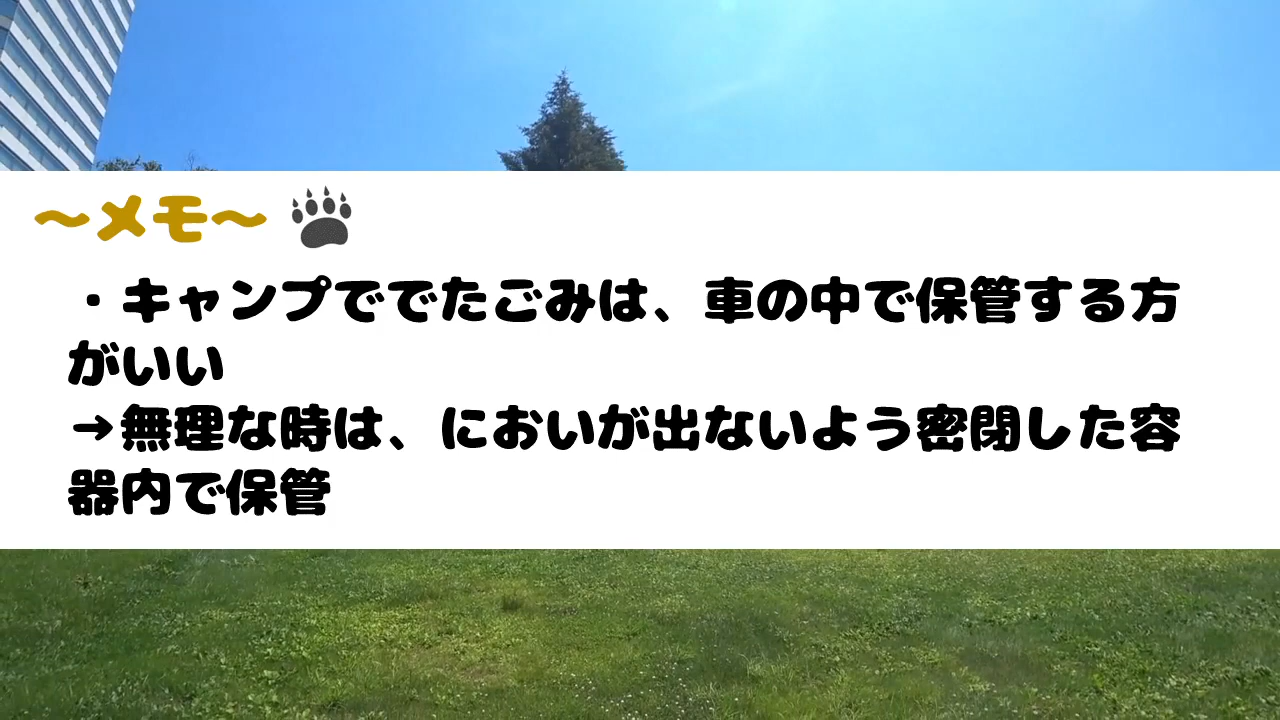 ～メモ～
・キャンプででたごみは、車の中で保管する方
がいい
→無理な時は、においが出ないよう密閉した容
器内で保管